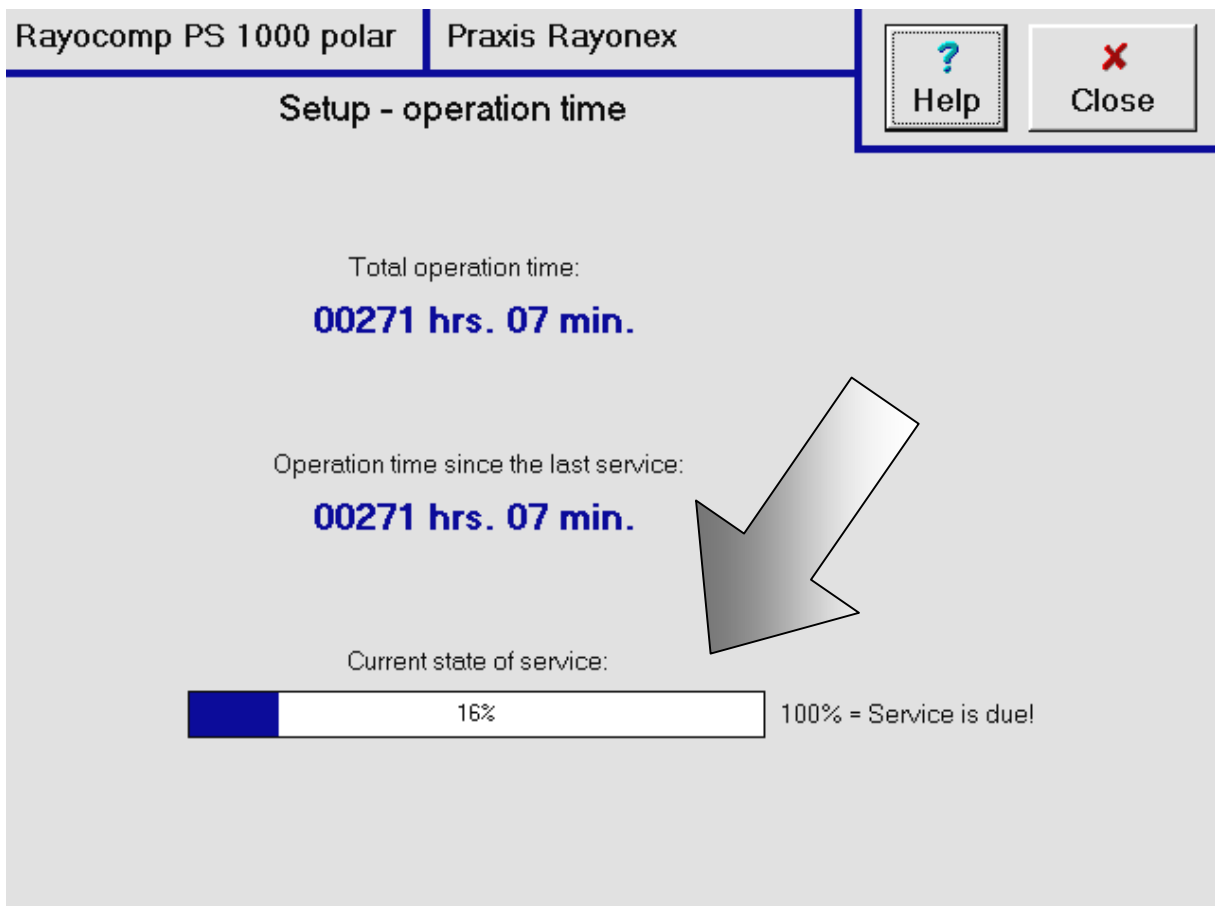 Rayocomp PS 1000 polar
Praxis Rayonex
?
Help
Close
Setup - operation time
Total operation time:
00271 hrs. 07 min.
Operation time since the last service:
00271 hrs. 07 min.
Current state of service:
16%
100% = Service is due!